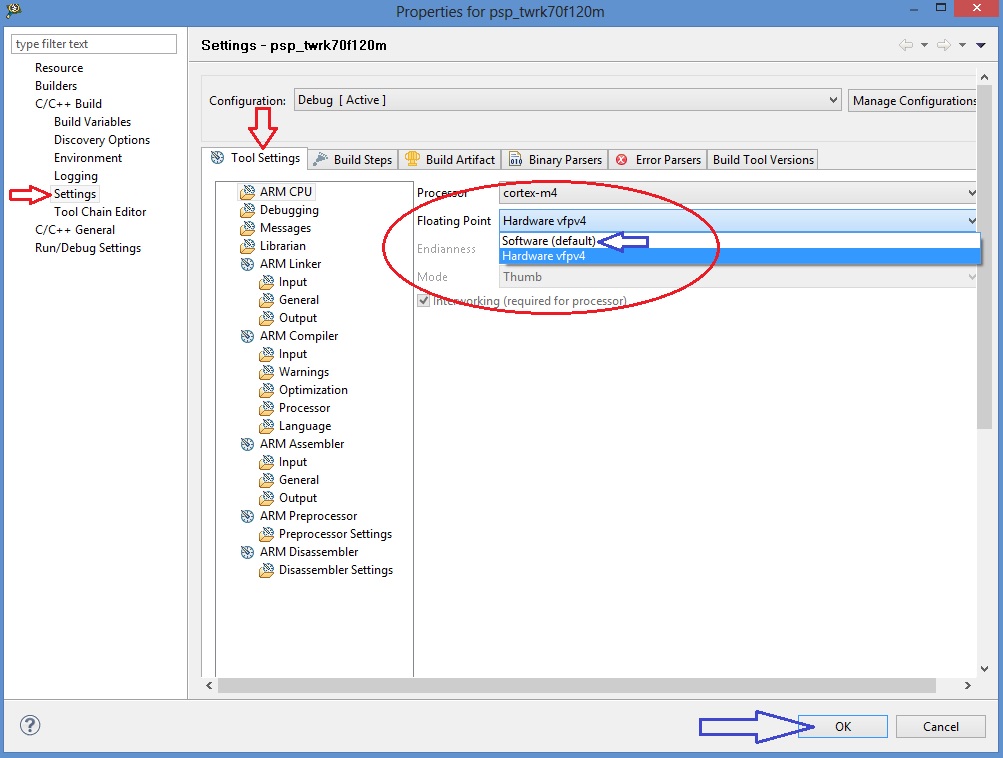 Properties for psp_twrk70f120m
type filter text
Resource
Builders
C/C++ Build
Build Variables
Discovery Options
Environment
Logging
Settings
Tool Chain Editor
C/C++ General
Run/Debug Settings
Settings - psp_twrk70f120m
Configuration: Debug [ Active ] Manage Configurations
Tool Settings Build Steps Build Artifact Binary Parsers Error Parsers Build Tool Versions
ARM CPU
Debugging
Messages
Librarian
ARM Linker
Input
General
Output
ARM Compiler
Input
Warnings
Optimization
Processor
Language
ARM Assembler
Input
General
Output
ARM Preprocessor
Preprocessor Settings
ARM Disassembler
Disassembler Settings
Processor cortex-m4
Floating Point Hardware vfpv4
Software (default)
Hardware vfpv4
Endianness
Mode Thumb
Interworking (required for processor)
OK Cancel